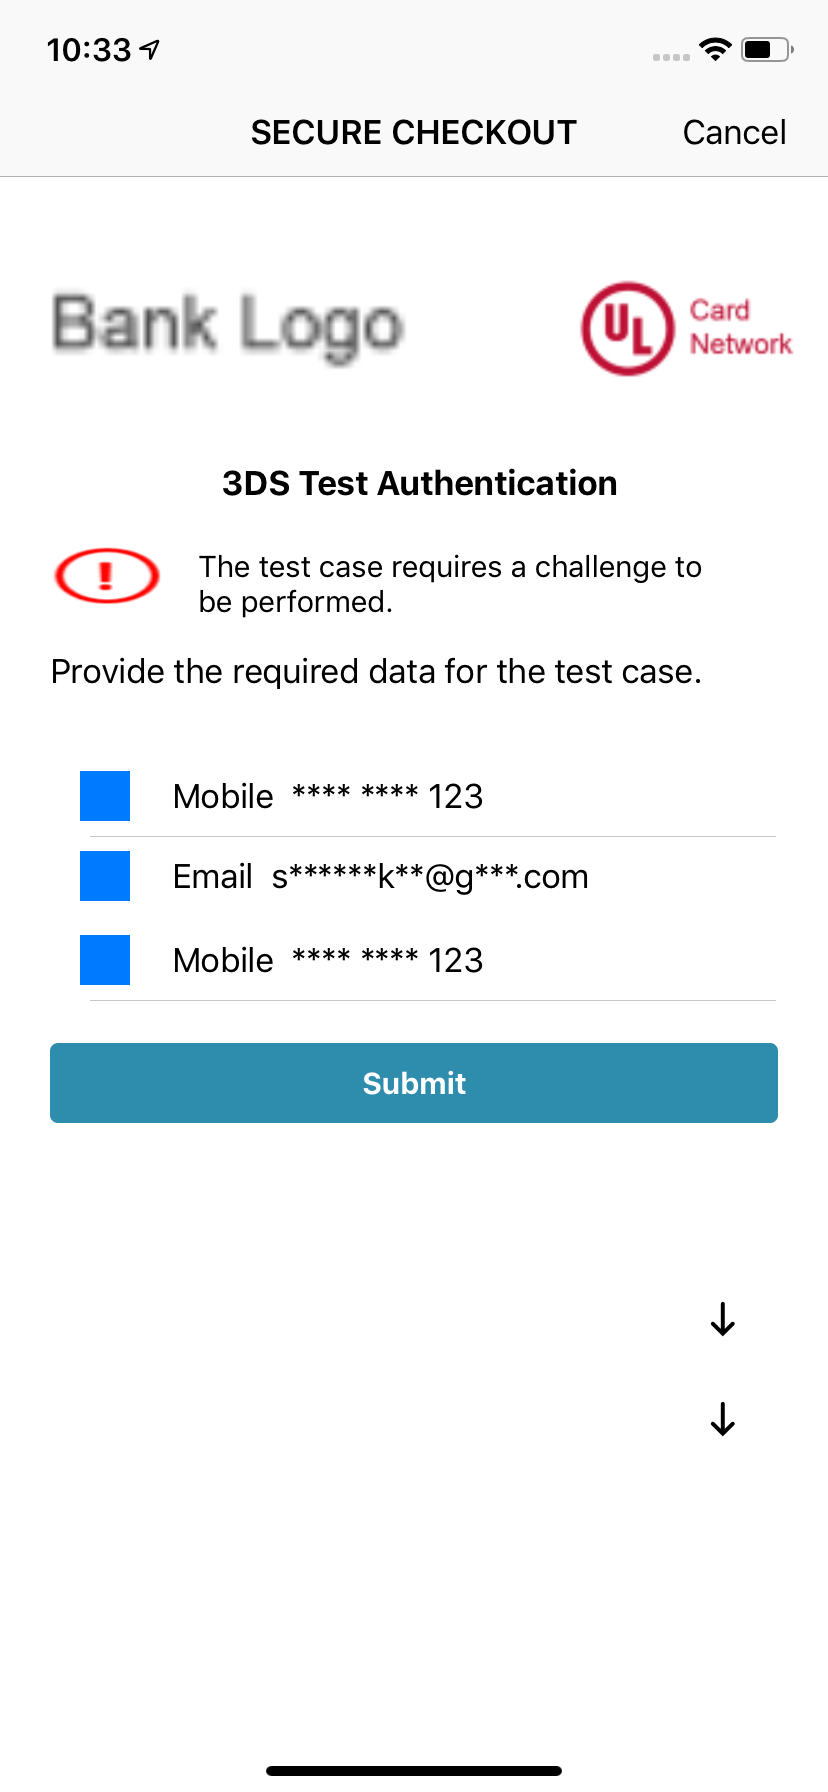 10:33
SECURE CHECKOUT Cancel
Bank Logo
UL Card
Network
3DS Test Authentication
! The test case requires a challenge to
be performed.
Provide the required data for the test case.
Mobile **** **** 123
Email s******k**@g***.com
Mobile **** **** 123
Submit